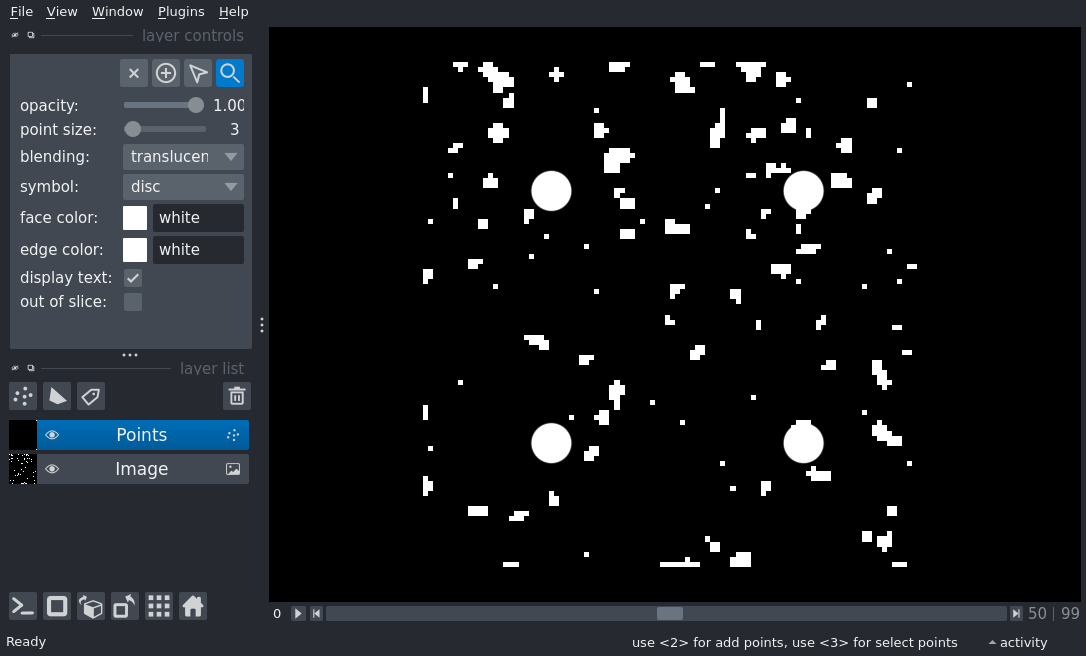 File View Window Plugins Help
layer controls
opacity: 1.00
point size: 3
blending: translucen
symbol: disc
face color: white
edge color: white
display text:
out of slice:
layer list
Points
Image
0 50 99
Ready use <2> for add points, use <3> for select points activity